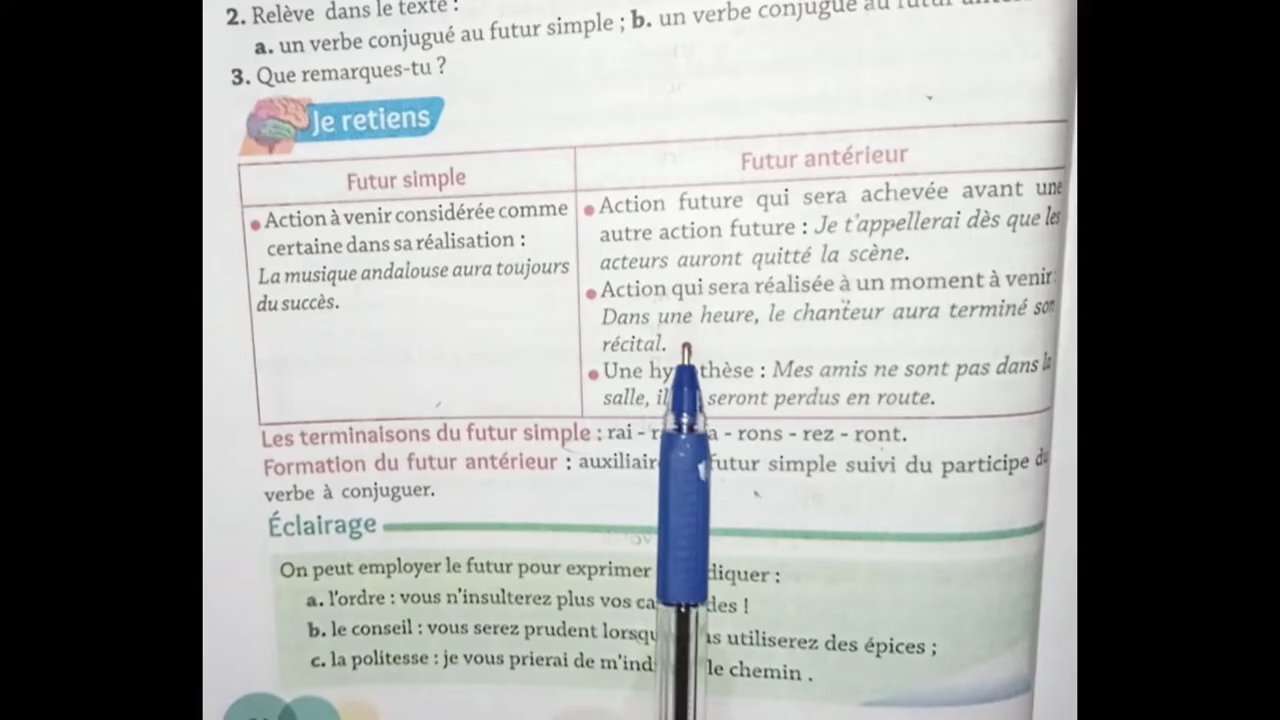 2. Relève dans le texte :
a. un verbe conjugué au futur simple ; b. un verbe conjugué au futur
3. Que remarques-tu ?
Je retiens
Futur simple
Futur antérieur
• Action à venir considérée comme
certaine dans sa réalisation :
La musique andalouse aura toujours
du succès.
• Action future qui sera achevée avant une
autre action future : Je t'appellerai dès que les
acteurs auront quitté la scène.
• Action qui sera réalisée à un moment à venir :
Dans une heure, le chanteur aura terminé son
récital.
• Une hy thèse : Mes amis ne sont pas dans la
salle, il seront perdus en route.
Les terminaisons du futur simple : rai - r a - rons - rez - ront.
Formation du futur antérieur : auxiliair futur simple suivi du participe du
verbe à conjuguer.
Éclairage
On peut employer le futur pour exprimer diquer :
a. l'ordre : vous n'insulterez plus vos ca des !
b. le conseil : vous serez prudent lorsqu us utiliserez des épices ;
c. la politesse : je vous prierai de m'ind le chemin .